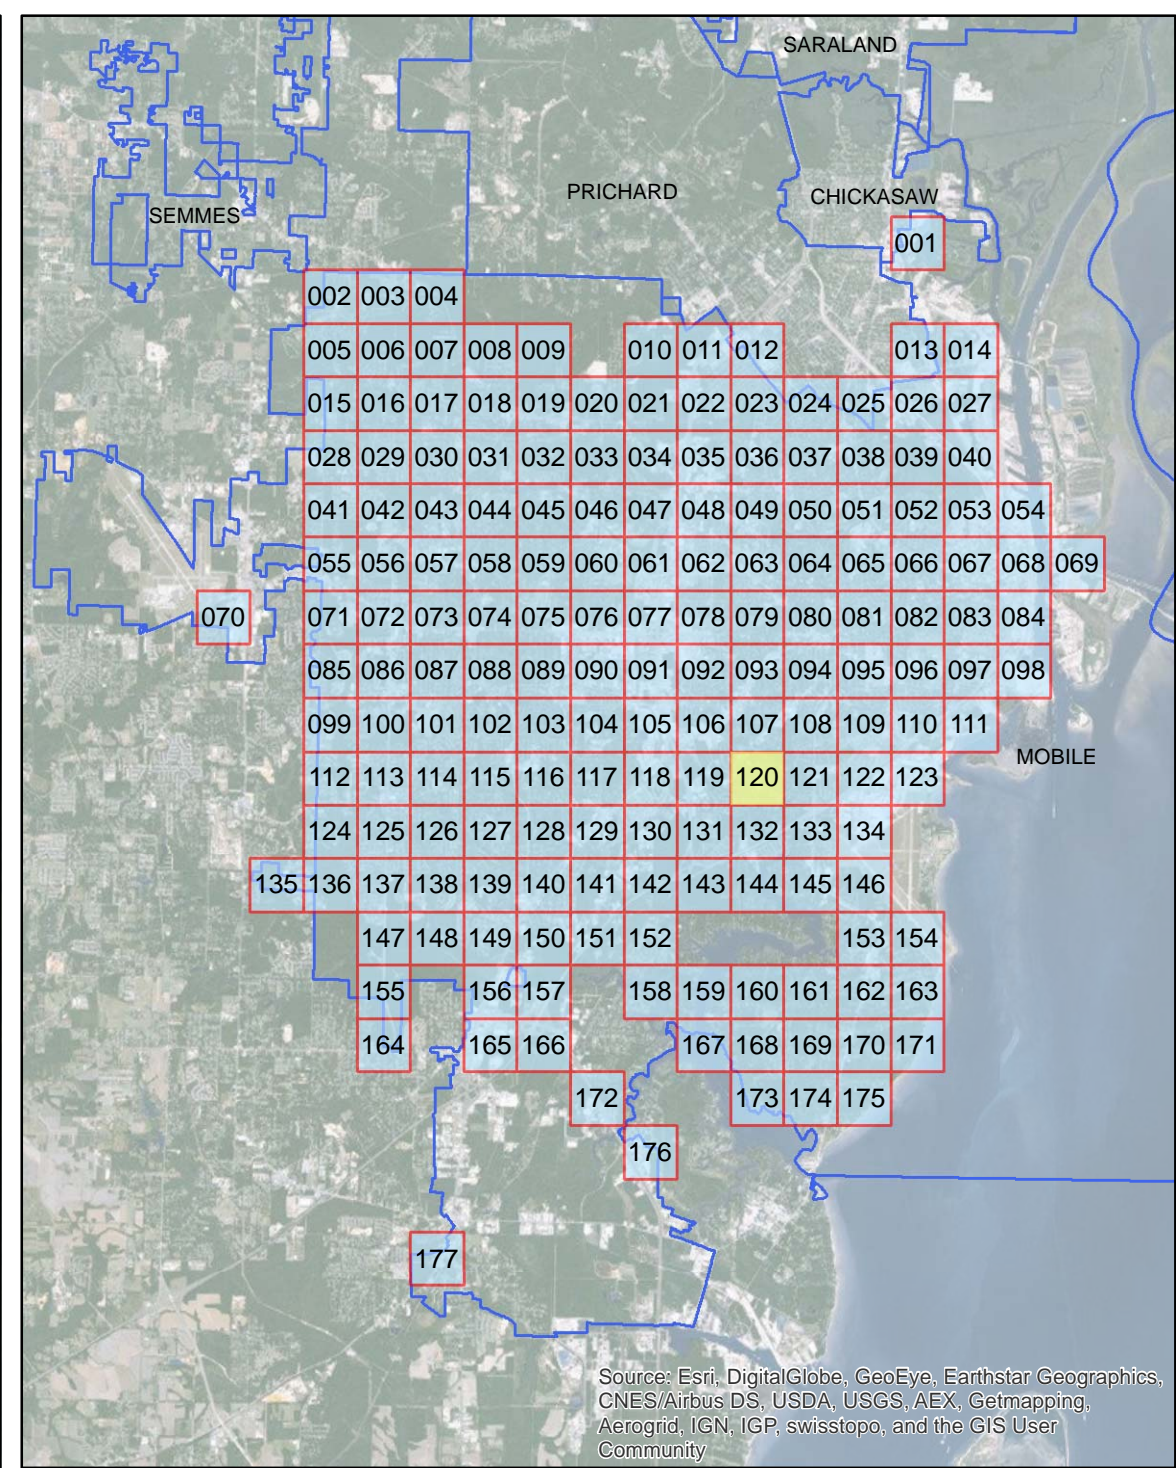 SARALAND
PRICHARD
CHICKASAW
SEMMES
001
002 003 004
005 006 007 008 009 010 011 012 013 014
015 016 017 018 019 020 021 022 023 024 025 026 027
028 029 030 031 032 033 034 035 036 037 038 039 040
041 042 043 044 045 046 047 048 049 050 051 052 053 054
055 056 057 058 059 060 061 062 063 064 065 066 067 068 069
070 071 072 073 074 075 076 077 078 079 080 081 082 083 084
085 086 087 088 089 090 091 092 093 094 095 096 097 098
099 100 101 102 103 104 105 106 107 108 109 110 111
MOBILE
112 113 114 115 116 117 118 119 120 121 122 123
124 125 126 127 128 129 130 131 132 133 134
135 136 137 138 139 140 141 142 143 144 145 146
147 148 149 150 151 152 153 154
155 156 157 158 159 160 161 162 163
164 165 166 167 168 169 170 171
172 173 174 175
176
177
Source: Esri, DigitalGlobe, GeoEye, Earthstar Geographics,
CNES/Airbus DS, USDA, USGS, AEX, Getmapping,
Aerogrid, IGN, IGP, swisstopo, and the GIS User
Community